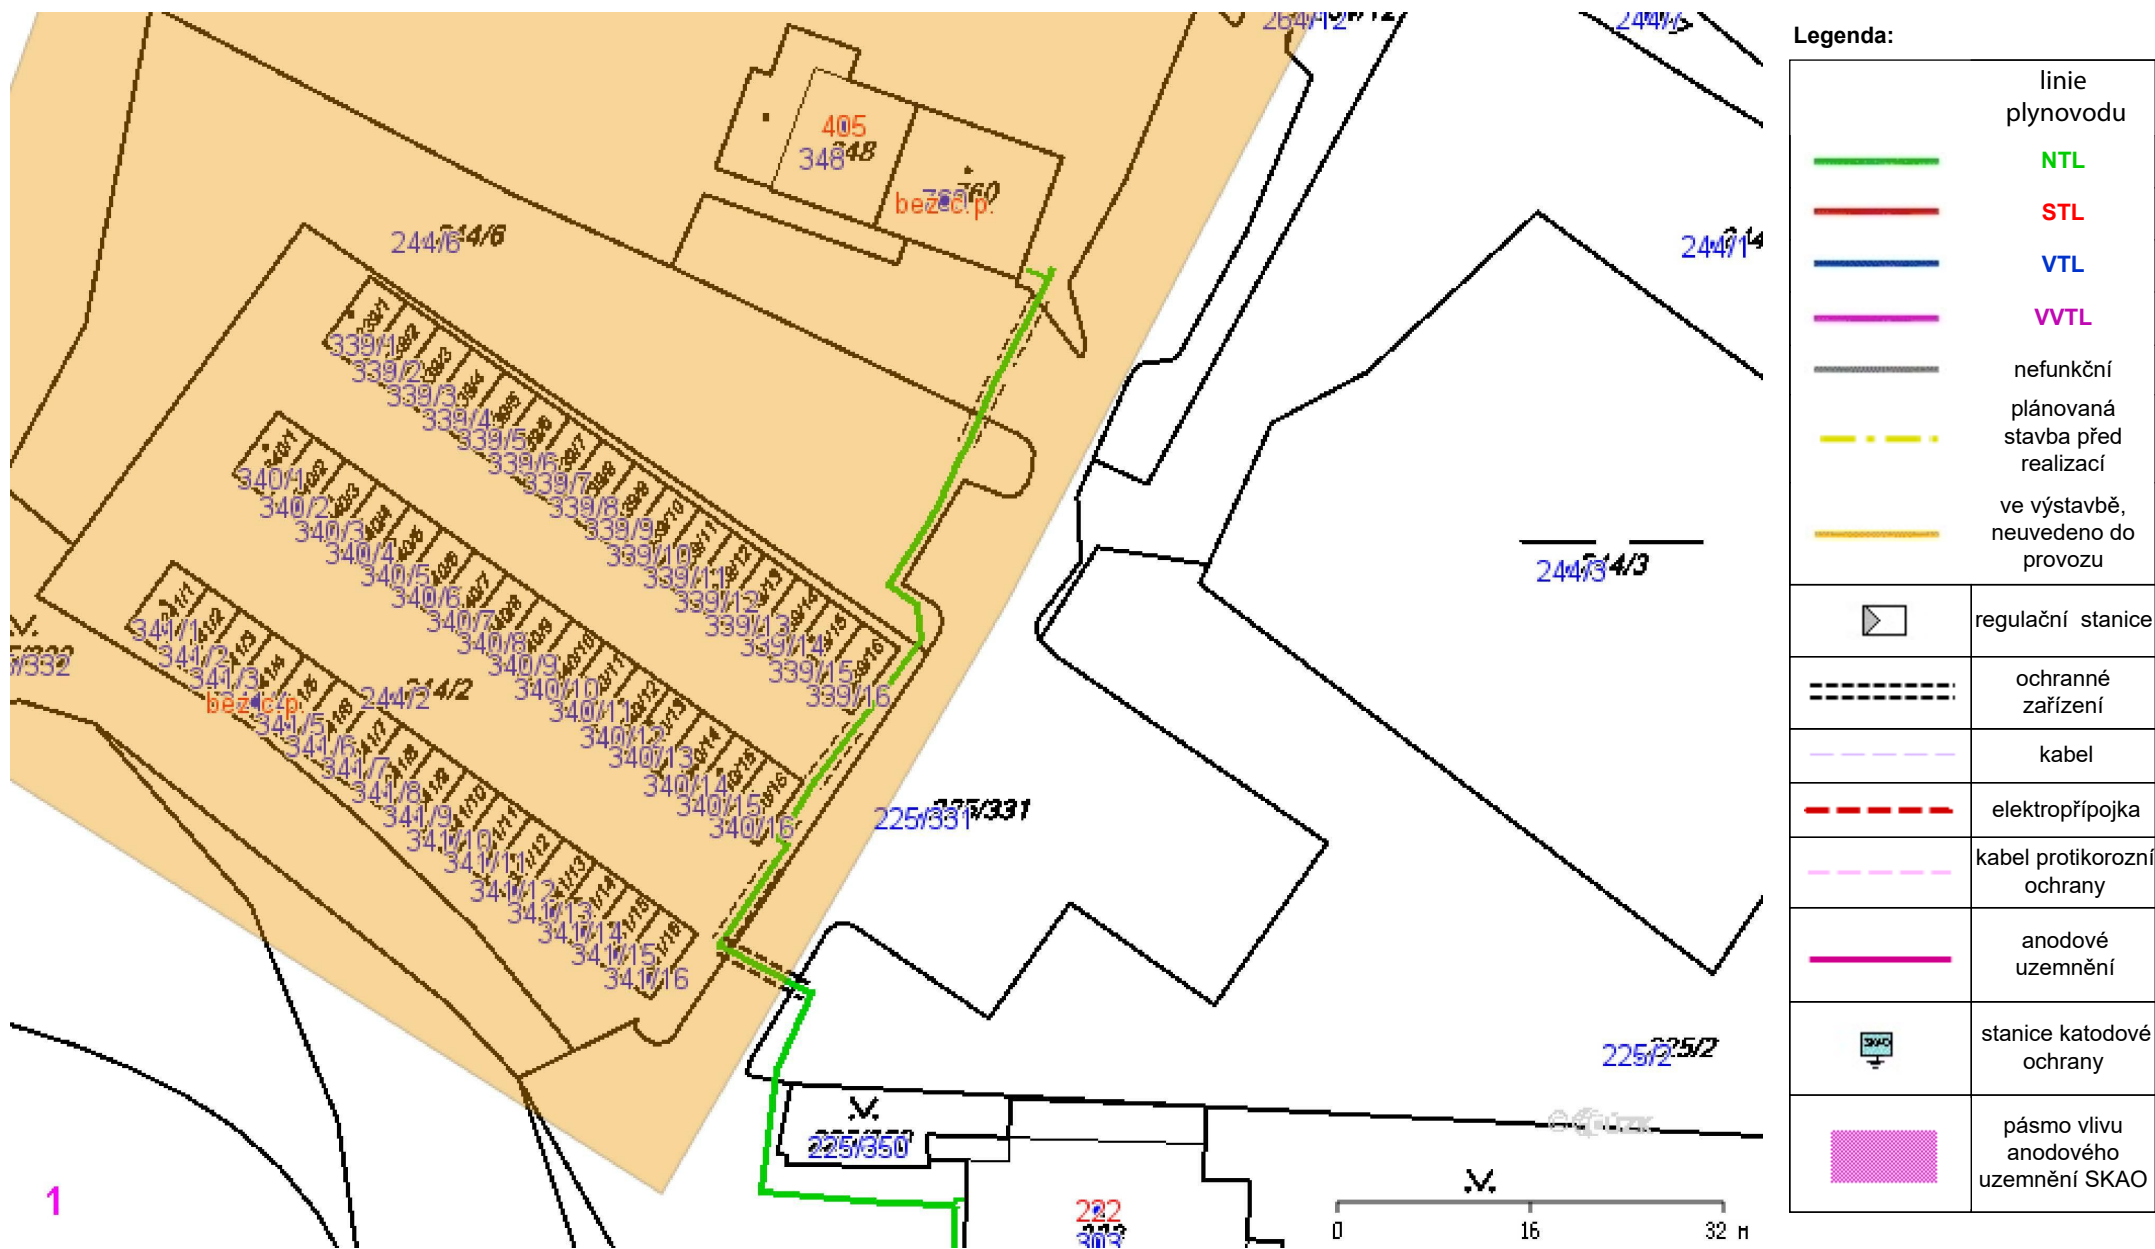 264/12
244/7
Legenda:
linie
plynovodu
NTL
STL
VTL
VVTL
nefunkční
plánovaná
stavba před
realizací
ve výstavbě,
neuvedeno do
provozu
regulační stanice
ochranné
zařízení
kabel
elektropřípojka
kabel protikorozní
ochrany
anodové
uzemnění
SKAO
stanice katodové
ochrany
pásmo vlivu
anodového
uzemnění SKAO
405
348
bez č.p.
244/6
244/1
339/1
339/2
339/3
339/4
339/5
339/6
339/7
339/8
339/9
339/10
339/11
339/12
339/13
339/14
339/15
339/16
340/1
340/2
340/3
340/4
340/5
340/6
340/7
340/8
340/9
340/10
340/11
340/12
340/13
340/14
340/15
340/16
341/1
341/2
341/3
bez č.p.
341/5
341/6
341/7
341/8
341/9
341/10
341/11
341/12
341/13
341/14
341/15
341/16
244/2
244/3
225/331
225/2
225/350
222
303
1
0 16 32 M